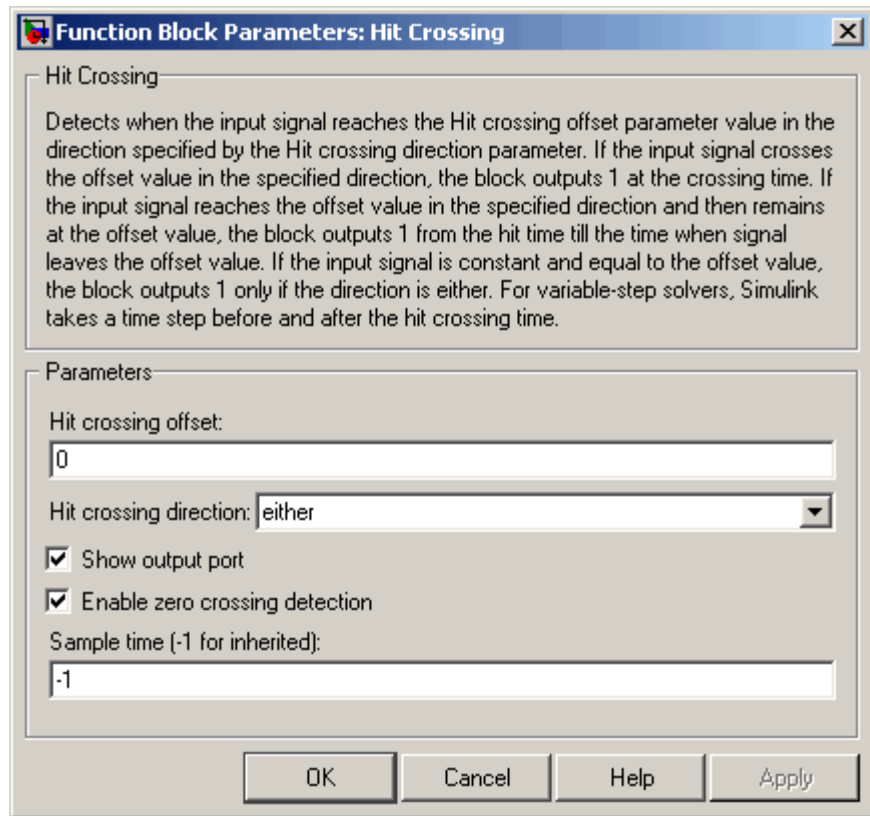 Function Block Parameters: Hit Crossing
Hit Crossing
Detects when the input signal reaches the Hit crossing offset parameter value in the
direction specified by the Hit crossing direction parameter. If the input signal crosses
the offset value in the specified direction, the block outputs 1 at the crossing time. If
the input signal reaches the offset value in the specified direction and then remains
at the offset value, the block outputs 1 from the hit time till the time when signal
leaves the offset value. If the input signal is constant and equal to the offset value,
the block outputs 1 only if the direction is either. For variable-step solvers, Simulink
takes a time step before and after the hit crossing time.
Parameters
Hit crossing offset:
0
Hit crossing direction: either
Show output port
Enable zero crossing detection
Sample time (-1 for inherited):
-1
OK Cancel Help Apply